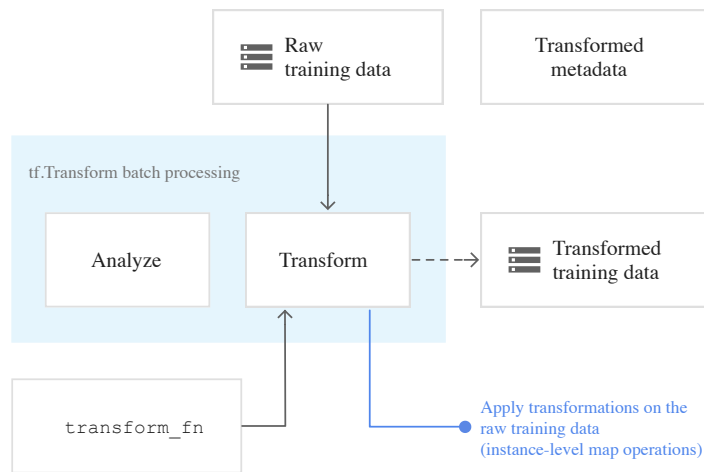 Raw
training data
Transformed
metadata
tf.Transform batch processing
Analyze
Transform
Transformed
training data
transform_fn
Apply transformations on the
raw training data
(instance-level map operations)